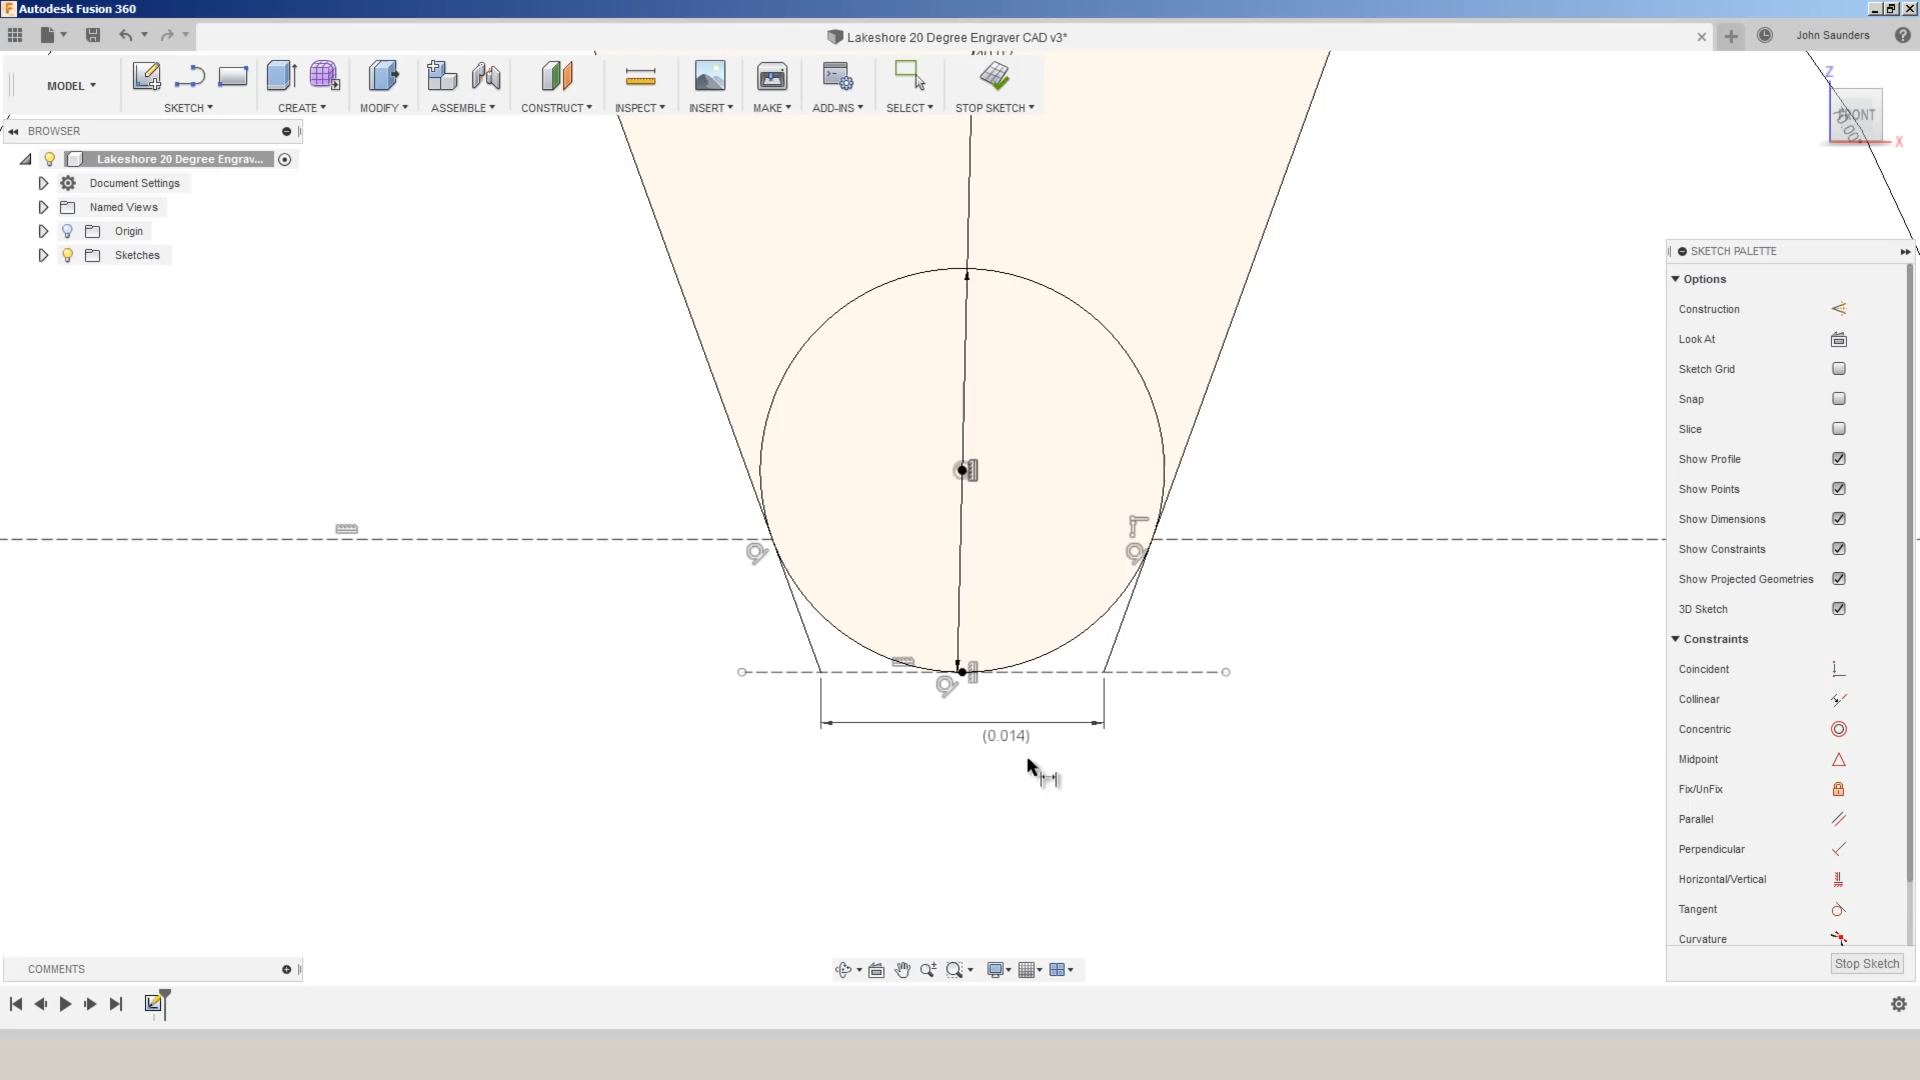 Autodesk Fusion 360
Lakeshore 20 Degree Engraver CAD v3*
John Saunders
MODEL
SKETCH
CREATE
MODIFY
ASSEMBLE
CONSTRUCT
INSPECT
INSERT
MAKE
ADD-INS
SELECT
STOP SKETCH
Z
FRONT
X
BROWSER
Lakeshore 20 Degree Engrav...
Document Settings
Named Views
Origin
Sketches
SKETCH PALETTE
Options
Construction
Look At
Sketch Grid
Snap
Slice
Show Profile
Show Points
Show Dimensions
Show Constraints
Show Projected Geometries
3D Sketch
Constraints
Coincident
Collinear
Concentric
Midpoint
Fix/UnFix
Parallel
Perpendicular
Horizontal/Vertical
Tangent
Curvature
Stop Sketch
(0.014)
COMMENTS